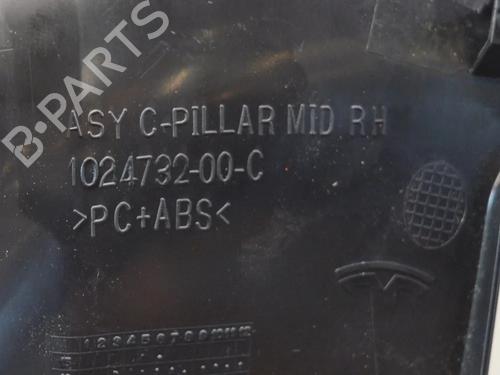 B-PARTS
ASY C-PILLAR MID RH
1024732-00-C
>PC+ABS<